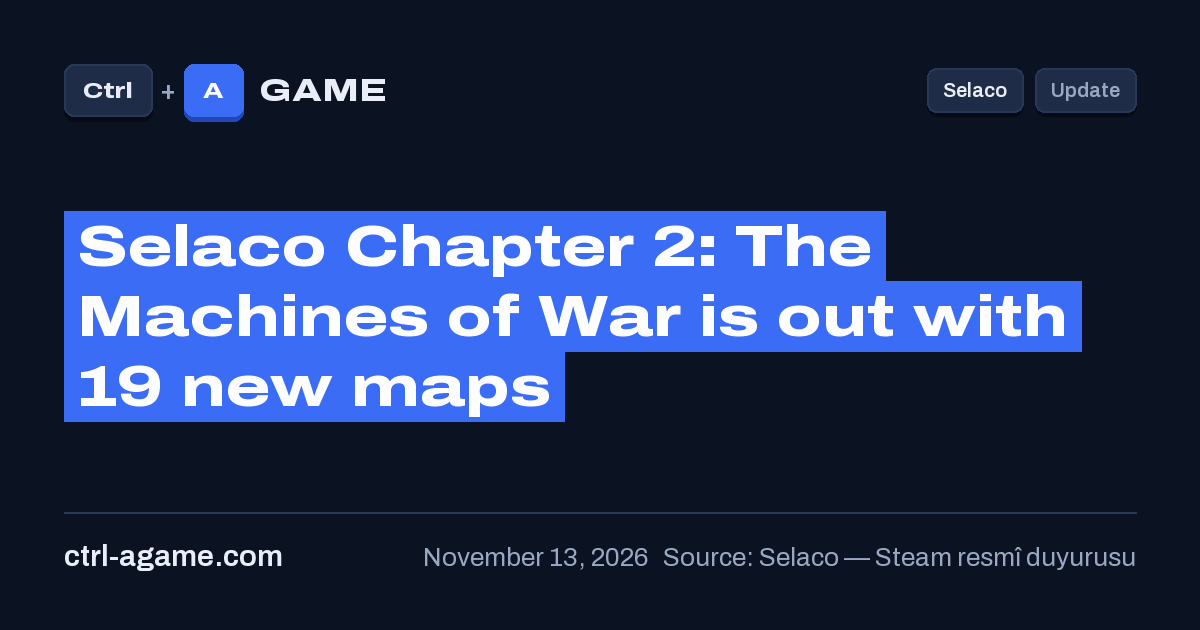 Ctrl + A GAME
Selaco Update
Selaco Chapter 2: The
Machines of War is out with
19 new maps
ctrl-agame.com
November 13, 2026 Source: Selaco — Steam resmî duyurusu